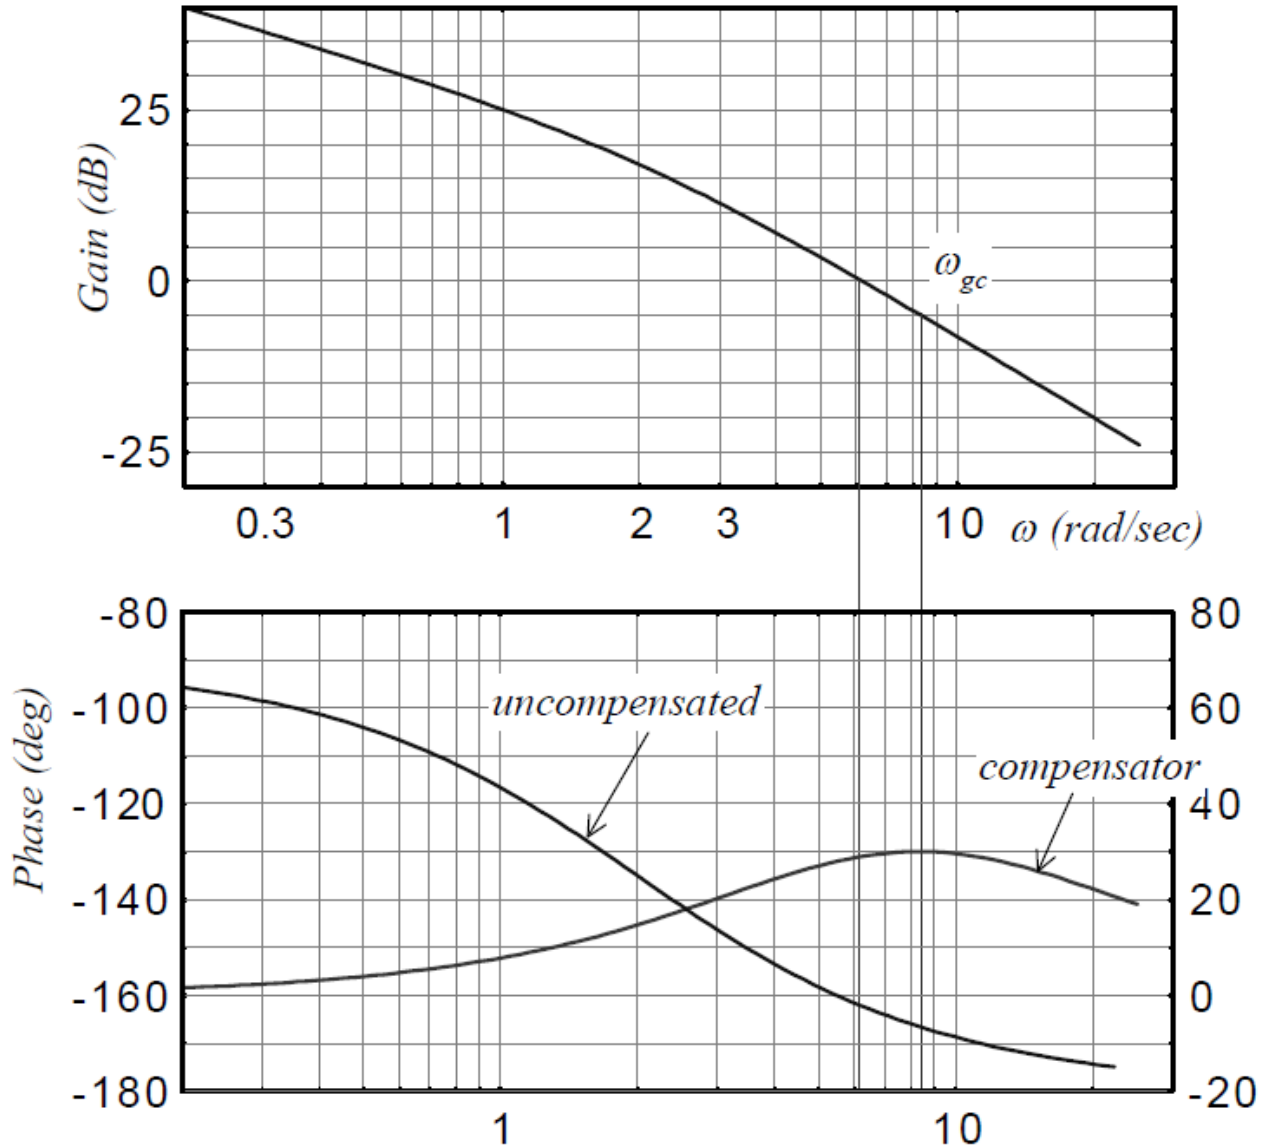 25
0
-25
Gain (dB)
ω_gc
0.3 1 2 3 10 ω (rad/sec)
-80
-100
-120
-140
-160
-180
Phase (deg)
uncompensated
compensator
80
60
40
20
0
-20
1 10